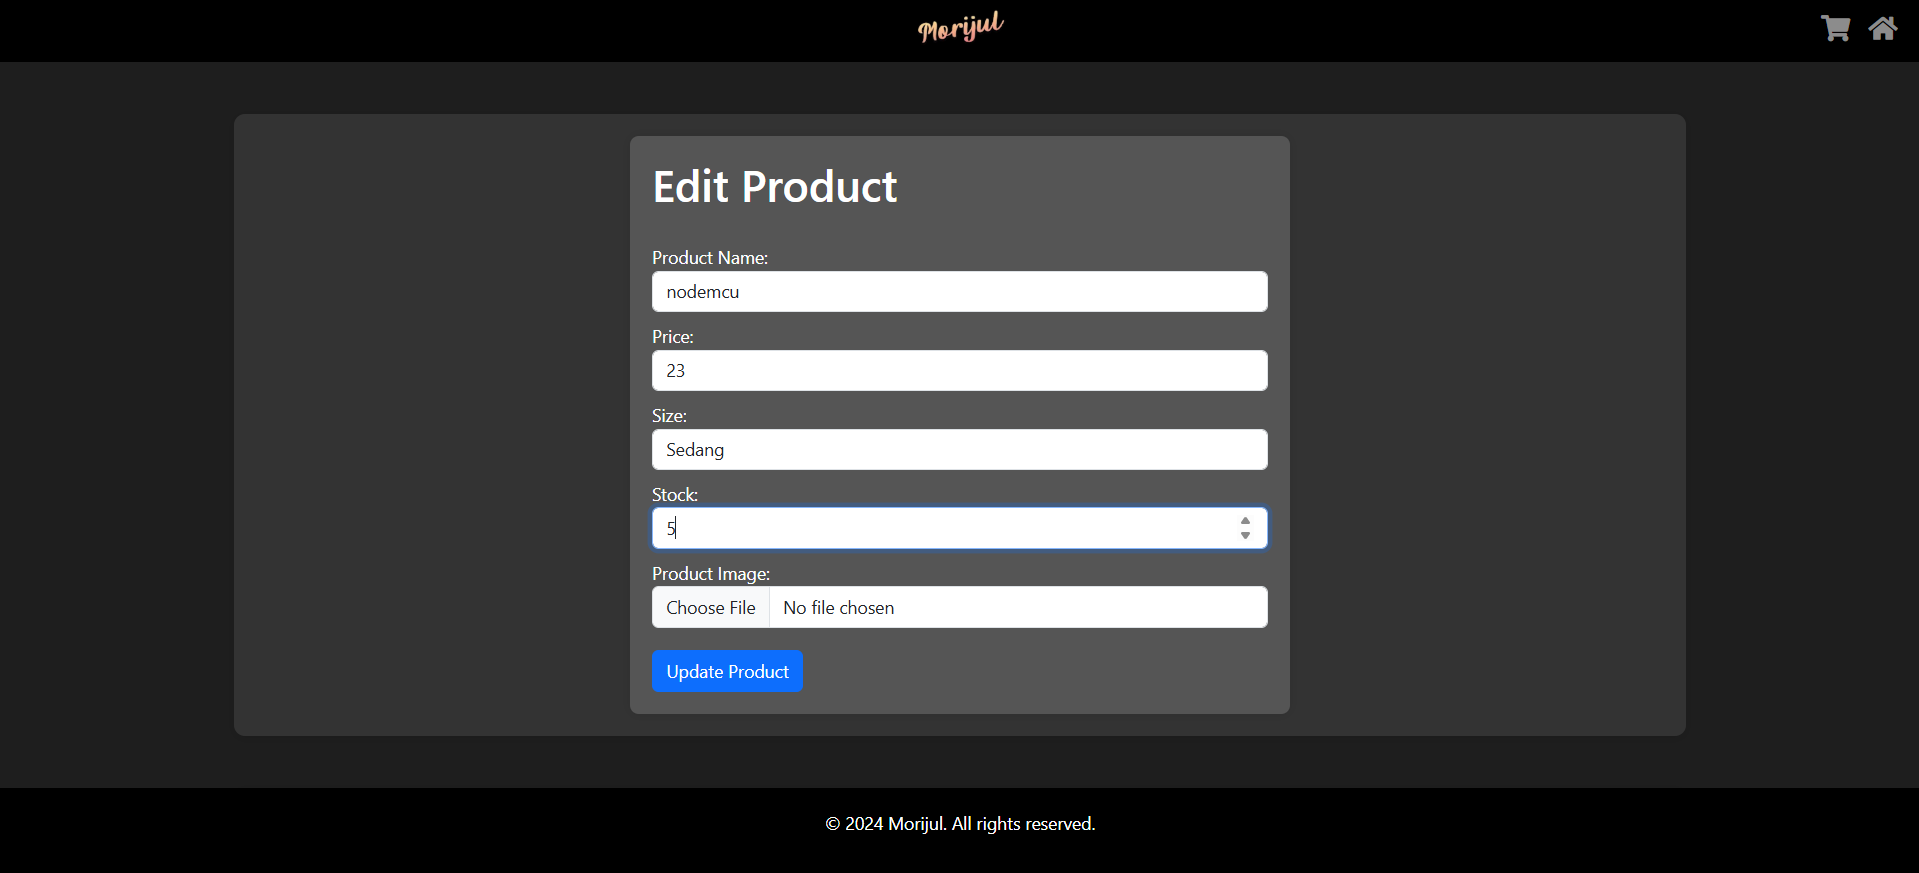 Morijul
Edit Product
Product Name:
nodemcu
Price:
23
Size:
Sedang
Stock:
5
Product Image:
Choose File No file chosen
Update Product
© 2024 Morijul. All rights reserved.